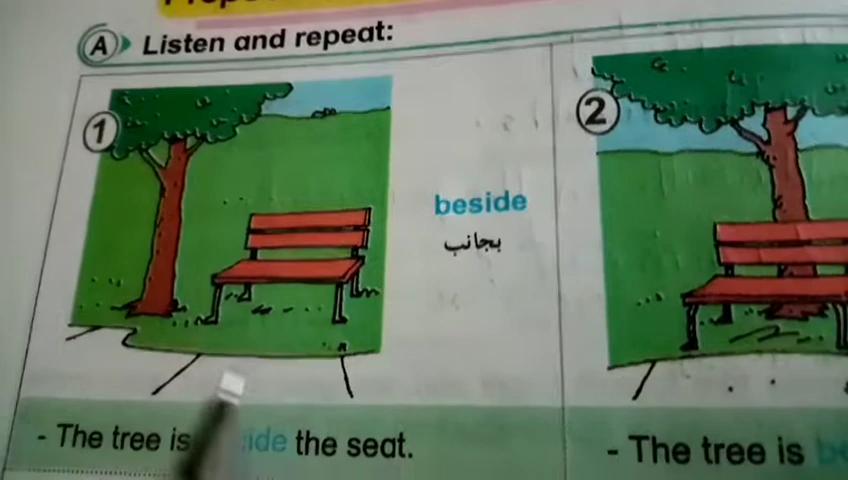 A Listen and repeat:
1
beside
بجانب
- The tree is the seat.
2
- The tree is